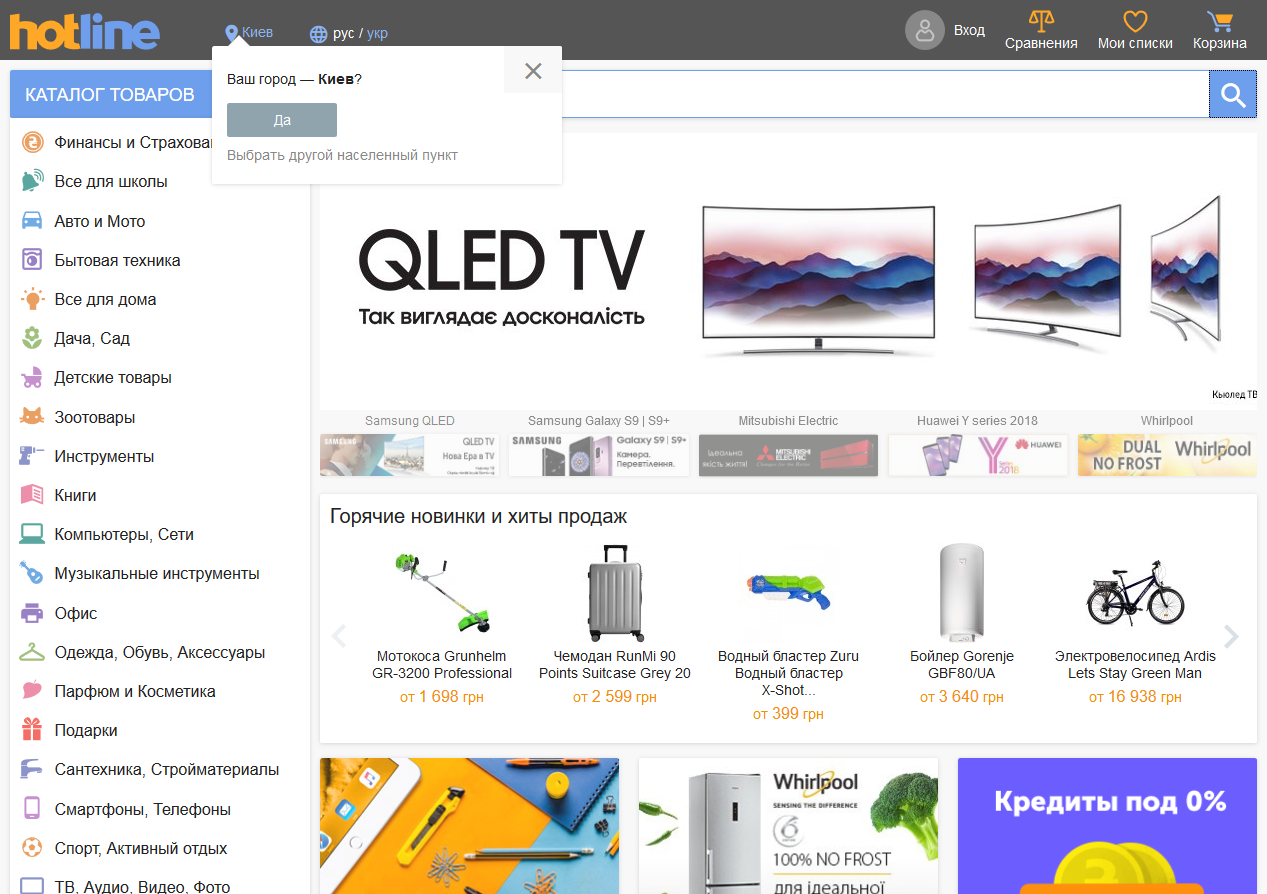 hotline
Киев
рус / укр
Вход
Сравнения
Мои списки
Корзина
Ваш город — Киев?
Да
Выбрать другой населенный пункт
КАТАЛОГ ТОВАРОВ
Финансы и Страхован
Все для школы
Авто и Мото
Бытовая техника
Все для дома
Дача, Сад
Детские товары
Зоотовары
Инструменты
Книги
Компьютеры, Сети
Музыкальные инструменты
Офис
Одежда, Обувь, Аксессуары
Парфюм и Косметика
Подарки
Сантехника, Стройматериалы
Смартфоны, Телефоны
Спорт, Активный отдых
ТВ, Аудио, Видео, Фото
QLED TV
Так виглядає досконалість
Кьюлед ТВ
Samsung QLED
Samsung Galaxy S9 | S9+
Mitsubishi Electric
Huawei Y series 2018
Whirlpool
SAMSUNG
QLED TV
Нова Ера в TV
SAMSUNG
Galaxy S9 | S9+
Камера.
Перевтілення.
Ідеальна
якість життя!
MITSUBISHI
ELECTRIC
Changes for the Better
Y
Series
2018
HUAWEI
DUAL
NO FROST
Whirlpool
Горячие новинки и хиты продаж
Мотокоса Grunhelm
GR-3200 Professional
от 1 698 грн
Чемодан RunMi 90
Points Suitcase Grey 20
от 2 599 грн
Водный бластер Zuru
Водный бластер
X-Shot...
от 399 грн
Бойлер Gorenje
GBF80/UA
от 3 640 грн
Электровелосипед Ardis
Lets Stay Green Man
от 16 938 грн
Whirlpool
SENSING THE DIFFERENCE
6
100% NO FROST
для ідеальної
Кредиты под 0%